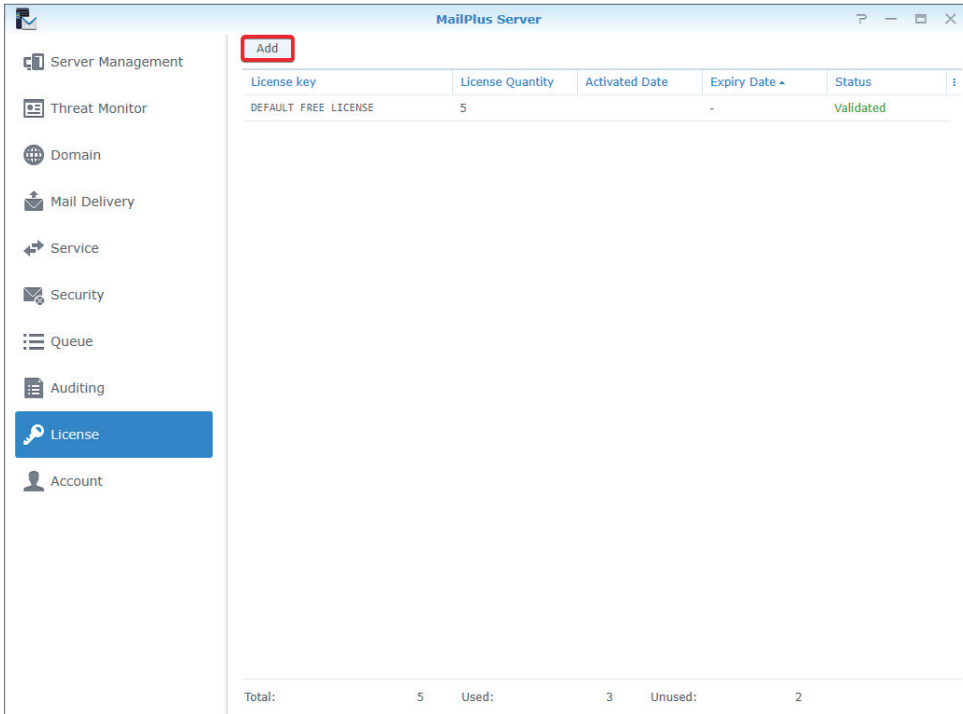 MailPlus Server
Server Management
Threat Monitor
Domain
Mail Delivery
Service
Security
Queue
Auditing
License
Account
Add
License key License Quantity Activated Date Expiry Date Status
DEFAULT FREE LICENSE 5 - Validated
Total: 5 Used: 3 Unused: 2